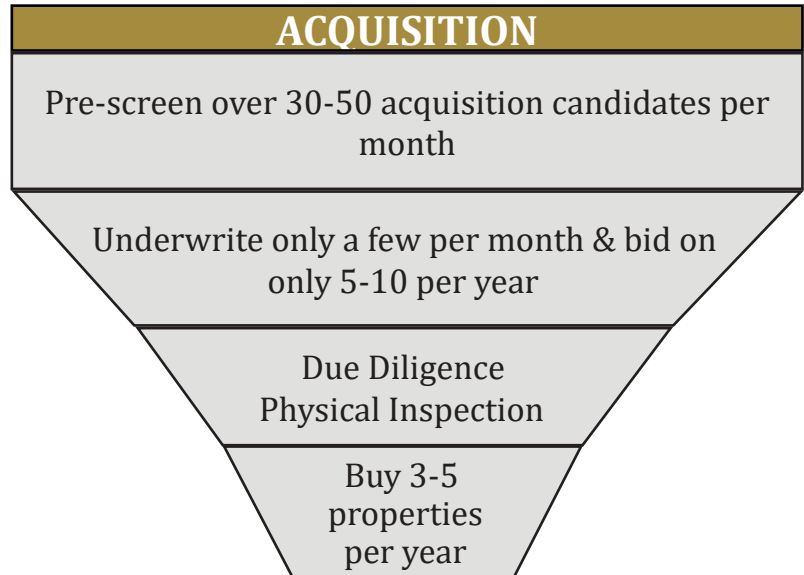 ACQUISITION
Pre-screen over 30-50 acquisition candidates per
month
Underwrite only a few per month & bid on
only 5-10 per year
Due Diligence
Physical Inspection
Buy 3-5
properties
per year